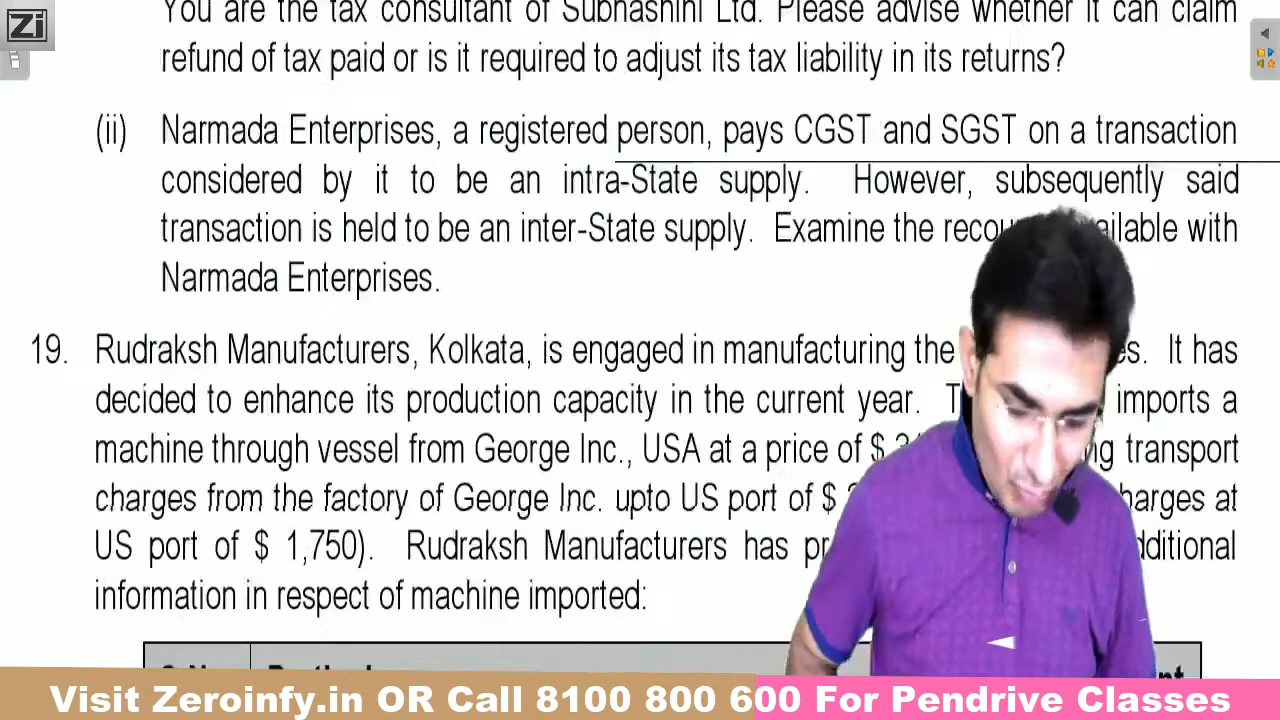 Zi
You are the tax consultant of Subhashini Ltd. Please advise whether it can claim
refund of tax paid or is it required to adjust its tax liability in its returns?
(ii) Narmada Enterprises, a registered person, pays CGST and SGST on a transaction
considered by it to be an intra-State supply. However, subsequently said
transaction is held to be an inter-State supply. Examine the with
Narmada Enterprises.
19. Rudraksh Manufacturers, Kolkata, is engaged in manufacturing the It has
decided to enhance its production capacity in the current year. imports a
machine through vessel from George Inc., USA at a price of $ transport
charges from the factory of George Inc. upto US port of $ charges at
US port of $ 1,750). Rudraksh Manufacturers has additional
information in respect of machine imported:
Visit Zeroinfy.in OR Call 8100 800 600 For Pendrive Classes